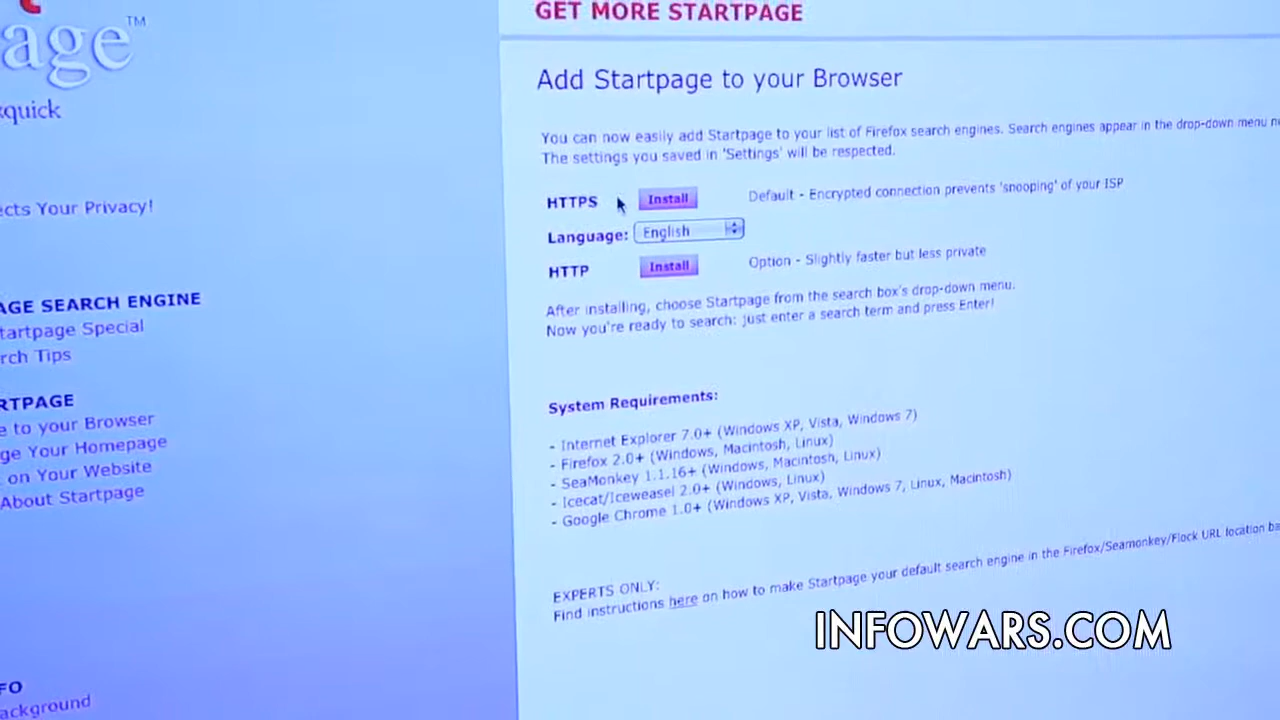 age™
quick
ects Your Privacy!
AGE SEARCH ENGINE
tartpage Special
rch Tips
RTPAGE
e to your Browser
ge Your Homepage
on Your Website
About Startpage
FO
ackground
GET MORE STARTPAGE
Add Startpage to your Browser
You can now easily add Startpage to your list of Firefox search engines. Search engines appear in the drop-down menu
The settings you saved in 'Settings' will be respected.
HTTPS Install Default - Encrypted connection prevents 'snooping' of your ISP
Language: English
HTTP Install Option - Slightly faster but less private
After installing, choose Startpage from the search box's drop-down menu.
Now you're ready to search: just enter a search term and press Enter!
System Requirements:
- Internet Explorer 7.0+ (Windows XP, Vista, Windows 7)
- Firefox 2.0+ (Windows, Macintosh, Linux)
- SeaMonkey 1.1.16+ (Windows, Macintosh, Linux)
- Icecat/Iceweasel 2.0+ (Windows, Linux)
- Google Chrome 1.0+ (Windows XP, Vista, Windows 7, Linux, Macintosh)
EXPERTS ONLY:
Find instructions here on how to make Startpage your default search engine in the Firefox/Seamonkey/Flock URL location ba
INFOWARS.COM